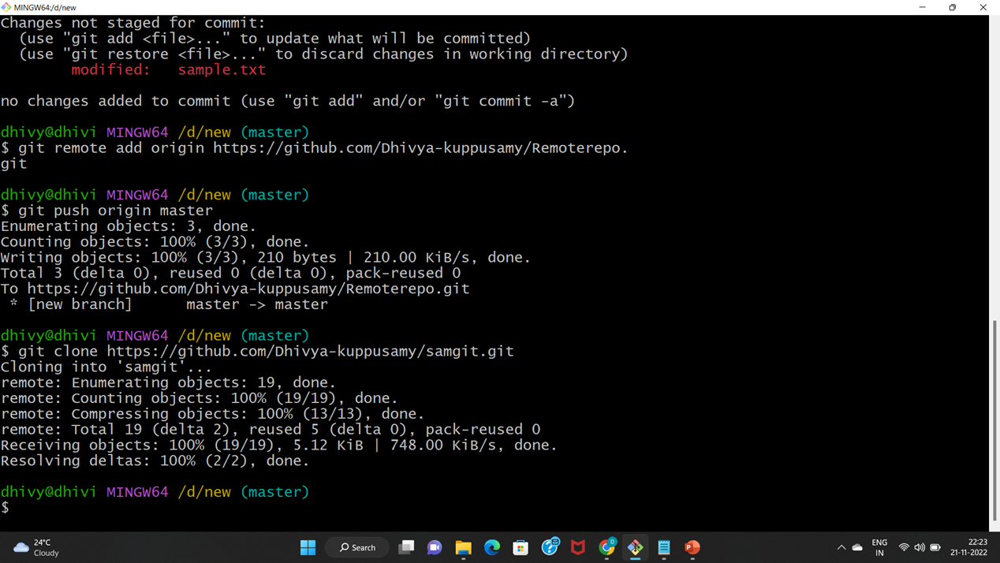 MINGW64:/d/new
Changes not staged for commit:
  (use "git add <file>..." to update what will be committed)
  (use "git restore <file>..." to discard changes in working directory)
        modified:   sample.txt

no changes added to commit (use "git add" and/or "git commit -a")

dhivy@dhivi MINGW64 /d/new (master)
$ git remote add origin https://github.com/Dhivya-kuppusamy/Remoterepo.
git

dhivy@dhivi MINGW64 /d/new (master)
$ git push origin master
Enumerating objects: 3, done.
Counting objects: 100% (3/3), done.
Writing objects: 100% (3/3), 210 bytes | 210.00 KiB/s, done.
Total 3 (delta 0), reused 0 (delta 0), pack-reused 0
To https://github.com/Dhivya-kuppusamy/Remoterepo.git
 * [new branch]      master -> master

dhivy@dhivi MINGW64 /d/new (master)
$ git clone https://github.com/Dhivya-kuppusamy/samgit.git
Cloning into 'samgit'...
remote: Enumerating objects: 19, done.
remote: Counting objects: 100% (19/19), done.
remote: Compressing objects: 100% (13/13), done.
remote: Total 19 (delta 2), reused 5 (delta 0), pack-reused 0
Receiving objects: 100% (19/19), 5.12 KiB | 748.00 KiB/s, done.
Resolving deltas: 100% (2/2), done.

dhivy@dhivi MINGW64 /d/new (master)
$
24°C
Cloudy
Search
ENG
IN
22:23
21-11-2022